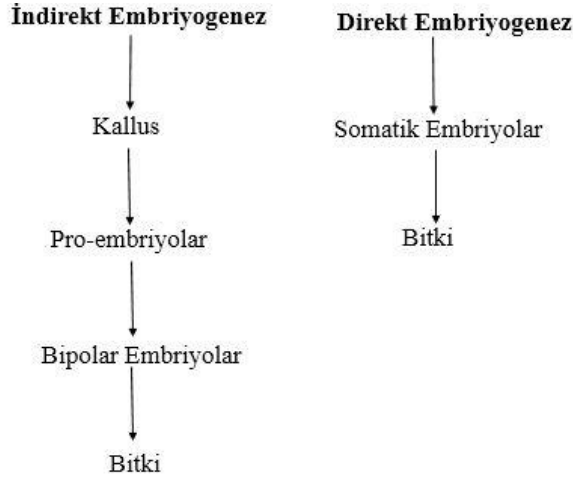 İndirekt Embriyogenez
Kallus
Pro-embriyolar
Bipolar Embriyolar
Bitki
Direkt Embriyogenez
Somatik Embriyolar
Bitki